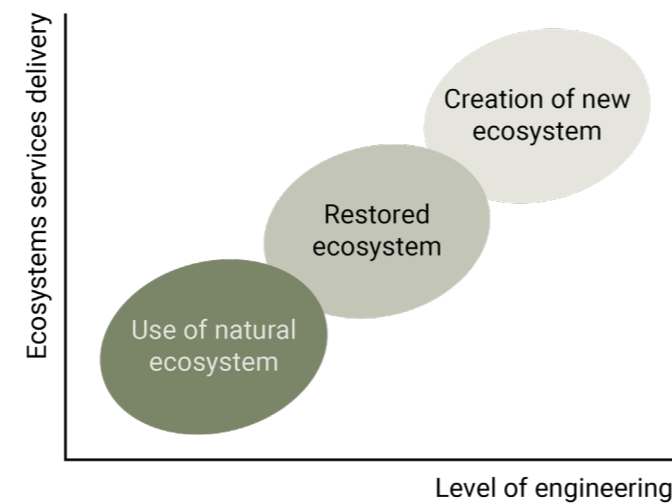 Ecosystems services delivery
Creation of new
ecosystem
Restored
ecosystem
Use of natural
ecosystem
Level of engineering